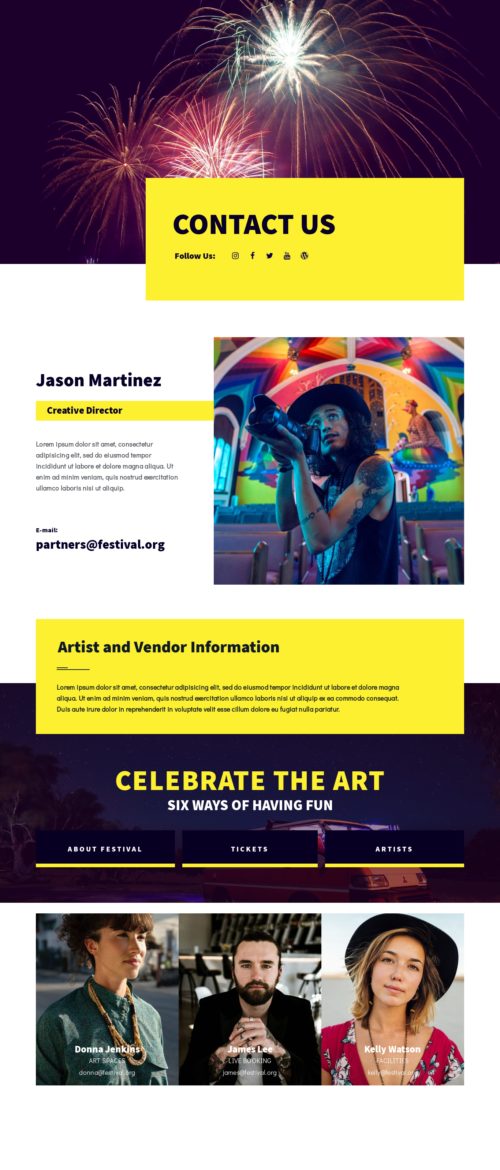 CONTACT US
Follow Us:
Jason Martinez
Creative Director
Lorem ipsum dolor sit amet, consectetur
adipisicing elit, sed do eiusmod tempor
incididunt ut labore et dolore magna aliqua. Ut
enim ad minim veniam, quis nostrud exercitation
ullamco laboris nisi ut aliquip.
E-mail:
partners@festival.org
Artist and Vendor Information
Lorem ipsum dolor sit amet, consectetur adipisicing elit, sed do eiusmod tempor incididunt ut labore et dolore magna
aliqua. Ut enim ad minim veniam, quis nostrud exercitation ullamco laboris nisi ut aliquip ex ea commodo consequat.
Duis aute irure dolor in reprehenderit in voluptate velit esse cillum dolore eu fugiat nulla pariatur.
CELEBRATE THE ART
SIX WAYS OF HAVING FUN
ABOUT FESTIVAL
TICKETS
ARTISTS
Donna Jenkins
ART SPACES
donna@festival.org
James Lee
LIVE BOOKING
james@festival.org
Kelly Watson
FACILITIES
kelly@festival.org